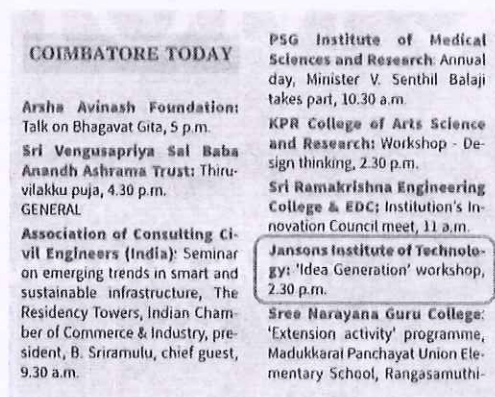 COIMBATORE TODAY
Arsha Avinash Foundation:
Talk on Bhagavat Gita, 5 p.m.
Sri Vengusapriya Sai Baba
Anandh Ashrama Trust: Thiru-
vilakku puja, 4.30 p.m.
GENERAL
Association of Consulting Ci-
vil Engineers (India): Seminar
on emerging trends in smart and
sustainable infrastructure, The
Residency Towers, Indian Cham-
ber of Commerce & Industry, pre-
sident, B. Sriramulu, chief guest,
9.30 a.m.
PSG Institute of Medical
Sciences and Research: Annual
day, Minister V. Senthil Balaji
takes part, 10.30 a.m.
KPR College of Arts Science
and Research: Workshop - De-
sign thinking, 2.30 p.m.
Sri Ramakrishna Engineering
College & EDC: Institution's In-
novation Council meet, 11 a.m.
Jansons Institute of Technolo-
gy: 'Idea Generation' workshop,
2.30 p.m.
Sree Narayana Guru College:
'Extension activity' programme,
Madukkarai Panchayat Union Ele-
mentary School, Rangasamuthi-